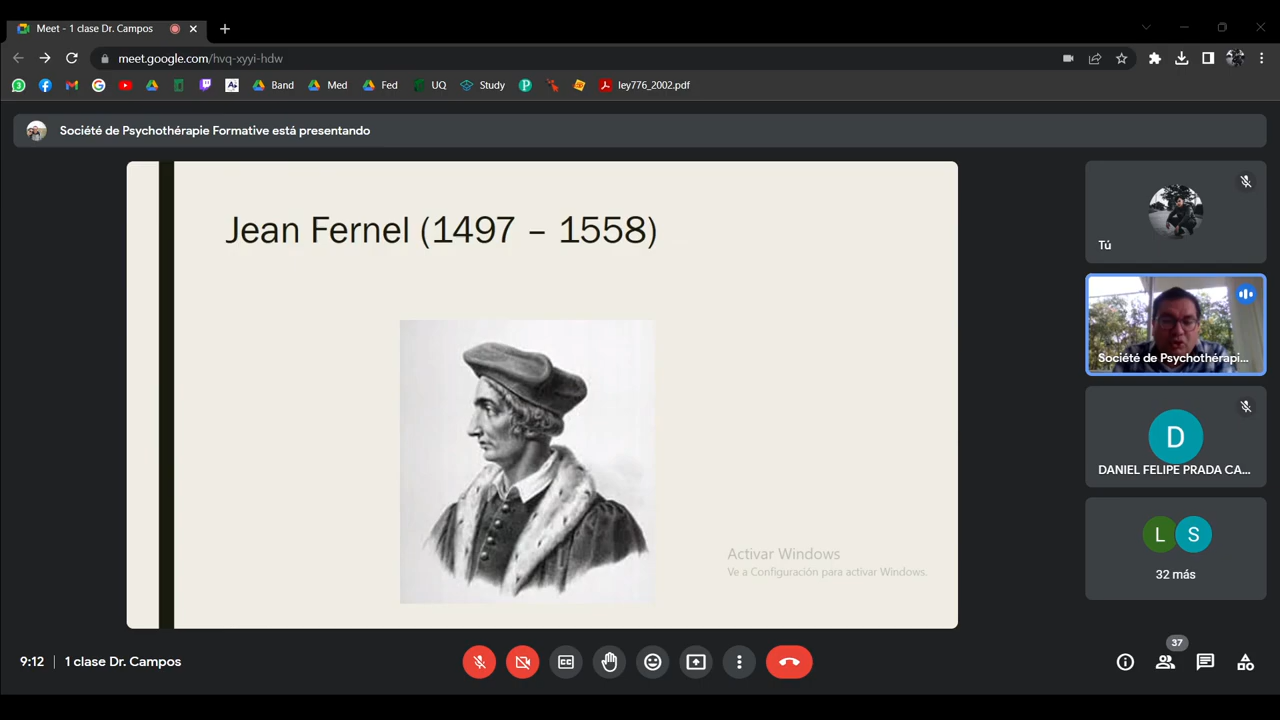 Meet - 1 clase Dr. Campos
meet.google.com/hvq-xyyi-hdw
3
Band
Med
Fed
UQ
Study
ley776_2002.pdf
Société de Psychothérapie Formative está presentando
Jean Fernel (1497 – 1558)
Activar Windows
Ve a Configuración para activar Windows.
Tú
Société de Psychothérapi...
D
DANIEL FELIPE PRADA CA...
L S
32 más
9:12 | 1 clase Dr. Campos
37